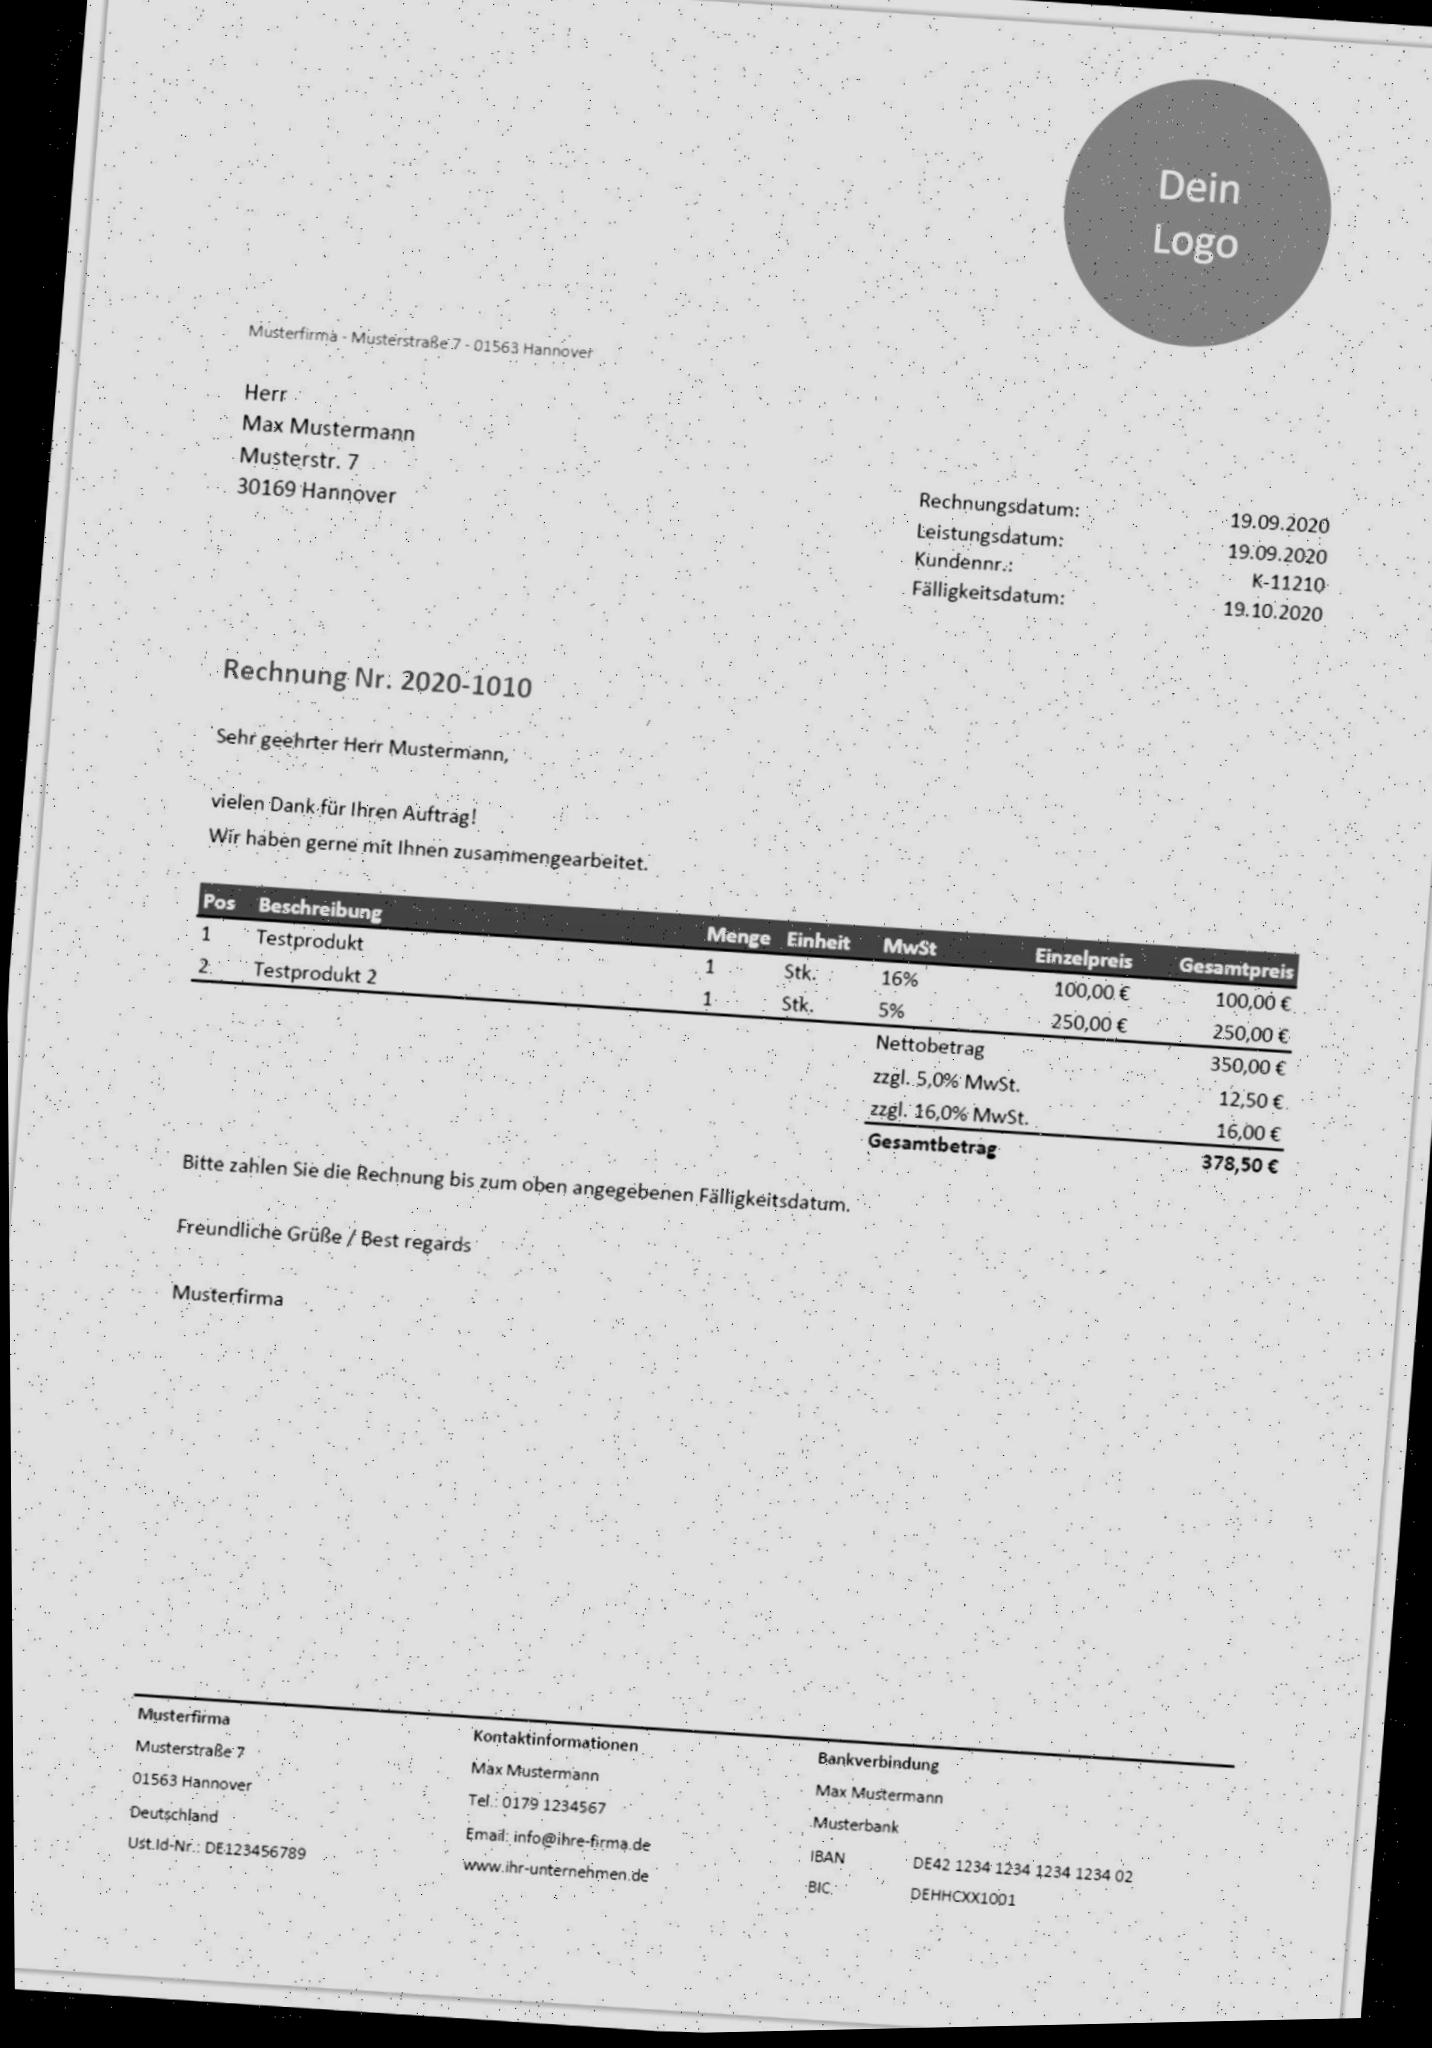 Dein
Logo
Musterfirma - Musterstraße 7 - 01563 Hannover
Herr
Max Mustermann
Musterstr. 7
30169 Hannover
Rechnungsdatum: 19.09.2020
Leistungsdatum: 19.09.2020
Kundennr.: K-11210
Fälligkeitsdatum: 19.10.2020
Rechnung Nr. 2020-1010
Sehr geehrter Herr Mustermann,
vielen Dank für Ihren Auftrag!
Wir haben gerne mit Ihnen zusammengearbeitet.
Pos Beschreibung Menge Einheit MwSt Einzelpreis Gesamtpreis
1 Testprodukt 1 Stk. 16% 100,00 € 100,00 €
2 Testprodukt 2 1 Stk. 5% 250,00 € 250,00 €
Nettobetrag 350,00 €
zzgl. 5,0% MwSt. 12,50 €
zzgl. 16,0% MwSt. 16,00 €
Gesamtbetrag 378,50 €
Bitte zahlen Sie die Rechnung bis zum oben angegebenen Fälligkeitsdatum.
Freundliche Grüße / Best regards
Musterfirma
Musterfirma
Musterstraße 7
01563 Hannover
Deutschland
Ust.Id-Nr.: DE123456789
Kontaktinformationen
Max Mustermann
Tel.: 0179 1234567
Email: info@ihre-firma.de
www.ihr-unternehmen.de
Bankverbindung
Max Mustermann
Musterbank
IBAN DE42 1234 1234 1234 1234 02
BIC DEHHCXX1001